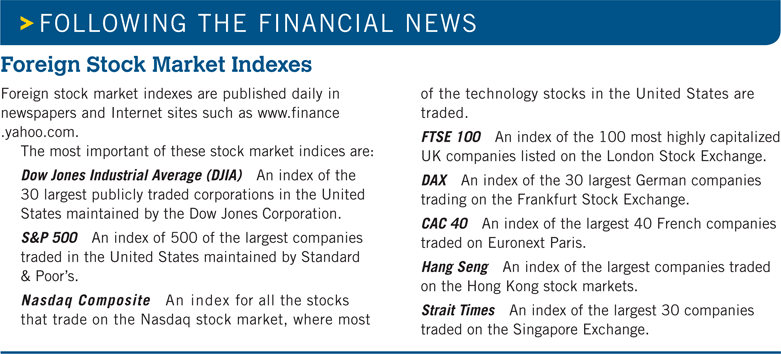 > FOLLOWING THE FINANCIAL NEWS
Foreign Stock Market Indexes
Foreign stock market indexes are published daily in
newspapers and Internet sites such as www.finance
.yahoo.com.
The most important of these stock market indices are:
Dow Jones Industrial Average (DJIA) An index of the
30 largest publicly traded corporations in the United
States maintained by the Dow Jones Corporation.
S&P 500 An index of 500 of the largest companies
traded in the United States maintained by Standard
& Poor's.
Nasdaq Composite An index for all the stocks
that trade on the Nasdaq stock market, where most
of the technology stocks in the United States are
traded.
FTSE 100 An index of the 100 most highly capitalized
UK companies listed on the London Stock Exchange.
DAX An index of the 30 largest German companies
trading on the Frankfurt Stock Exchange.
CAC 40 An index of the largest 40 French companies
traded on Euronext Paris.
Hang Seng An index of the largest companies traded
on the Hong Kong stock markets.
Strait Times An index of the largest 30 companies
traded on the Singapore Exchange.